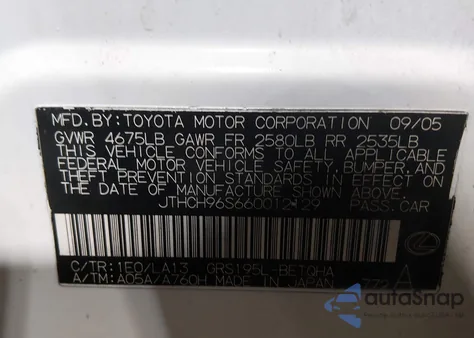 MFD.BY:TOYOTA MOTOR CORPORATION 09/05
GVWR 4675LB GAWR FR 2580LB RR 2535LB
THIS VEHICLE CONFORMS TO ALL APPLICABLE
FEDERAL MOTOR VEHICLE SAFETY, BUMPER, AND
THEFT PREVENTION STANDARDS IN EFFECT ON
THE DATE OF MANUFACTURE SHOWN ABOVE.
PASS.CAR
C/TR:1E0/LA13 GRS195L-BETQHA
A/TM:A05A/A760H MADE IN JAPAN
autoSnap